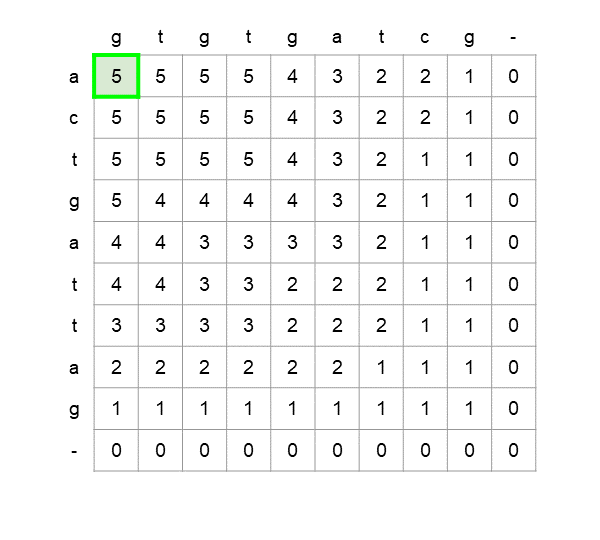 g t g t g a t c g -
a 5 5 5 5 4 3 2 2 1 0
c 5 5 5 5 4 3 2 2 1 0
t 5 5 5 5 4 3 2 1 1 0
g 5 4 4 4 4 3 2 1 1 0
a 4 4 3 3 3 3 2 1 1 0
t 4 4 3 3 2 2 2 1 1 0
t 3 3 3 3 2 2 2 1 1 0
a 2 2 2 2 2 2 1 1 1 0
g 1 1 1 1 1 1 1 1 1 0
- 0 0 0 0 0 0 0 0 0 0